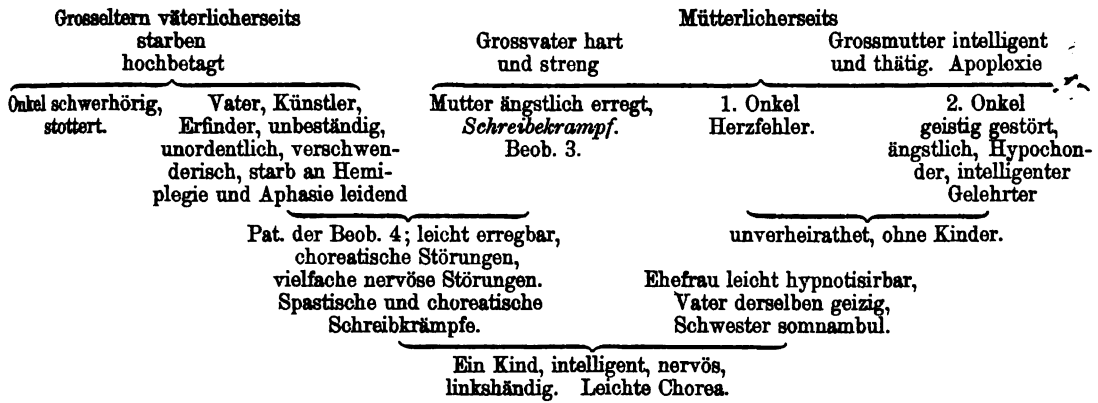 Grosseltern väterlicherseits
starben
hochbetagt
Mütterlicherseits
Grossvater hart
und streng
Grossmutter intelligent
und thätig. Apoplexie
Onkel schwerhörig,
stottert.
Vater, Künstler,
Erfinder, unbeständig,
unordentlich, verschwen-
derisch, starb an Hemi-
plegie und Aphasie leidend
Mutter ängstlich erregt,
Schreibekrampf.
Beob. 3.
1. Onkel
Herzfehler.
2. Onkel
geistig gestört,
ängstlich, Hypochon-
der, intelligenter
Gelehrter
Pat. der Beob. 4; leicht erregbar,
choreatische Störungen,
vielfache nervöse Störungen.
Spastische und choreatische
Schreibkrämpfe.
unverheirathet, ohne Kinder.
Ehefrau leicht hypnotisirbar,
Vater derselben geizig,
Schwester somnambul.
Ein Kind, intelligent, nervös,
linkshändig. Leichte Chorea.